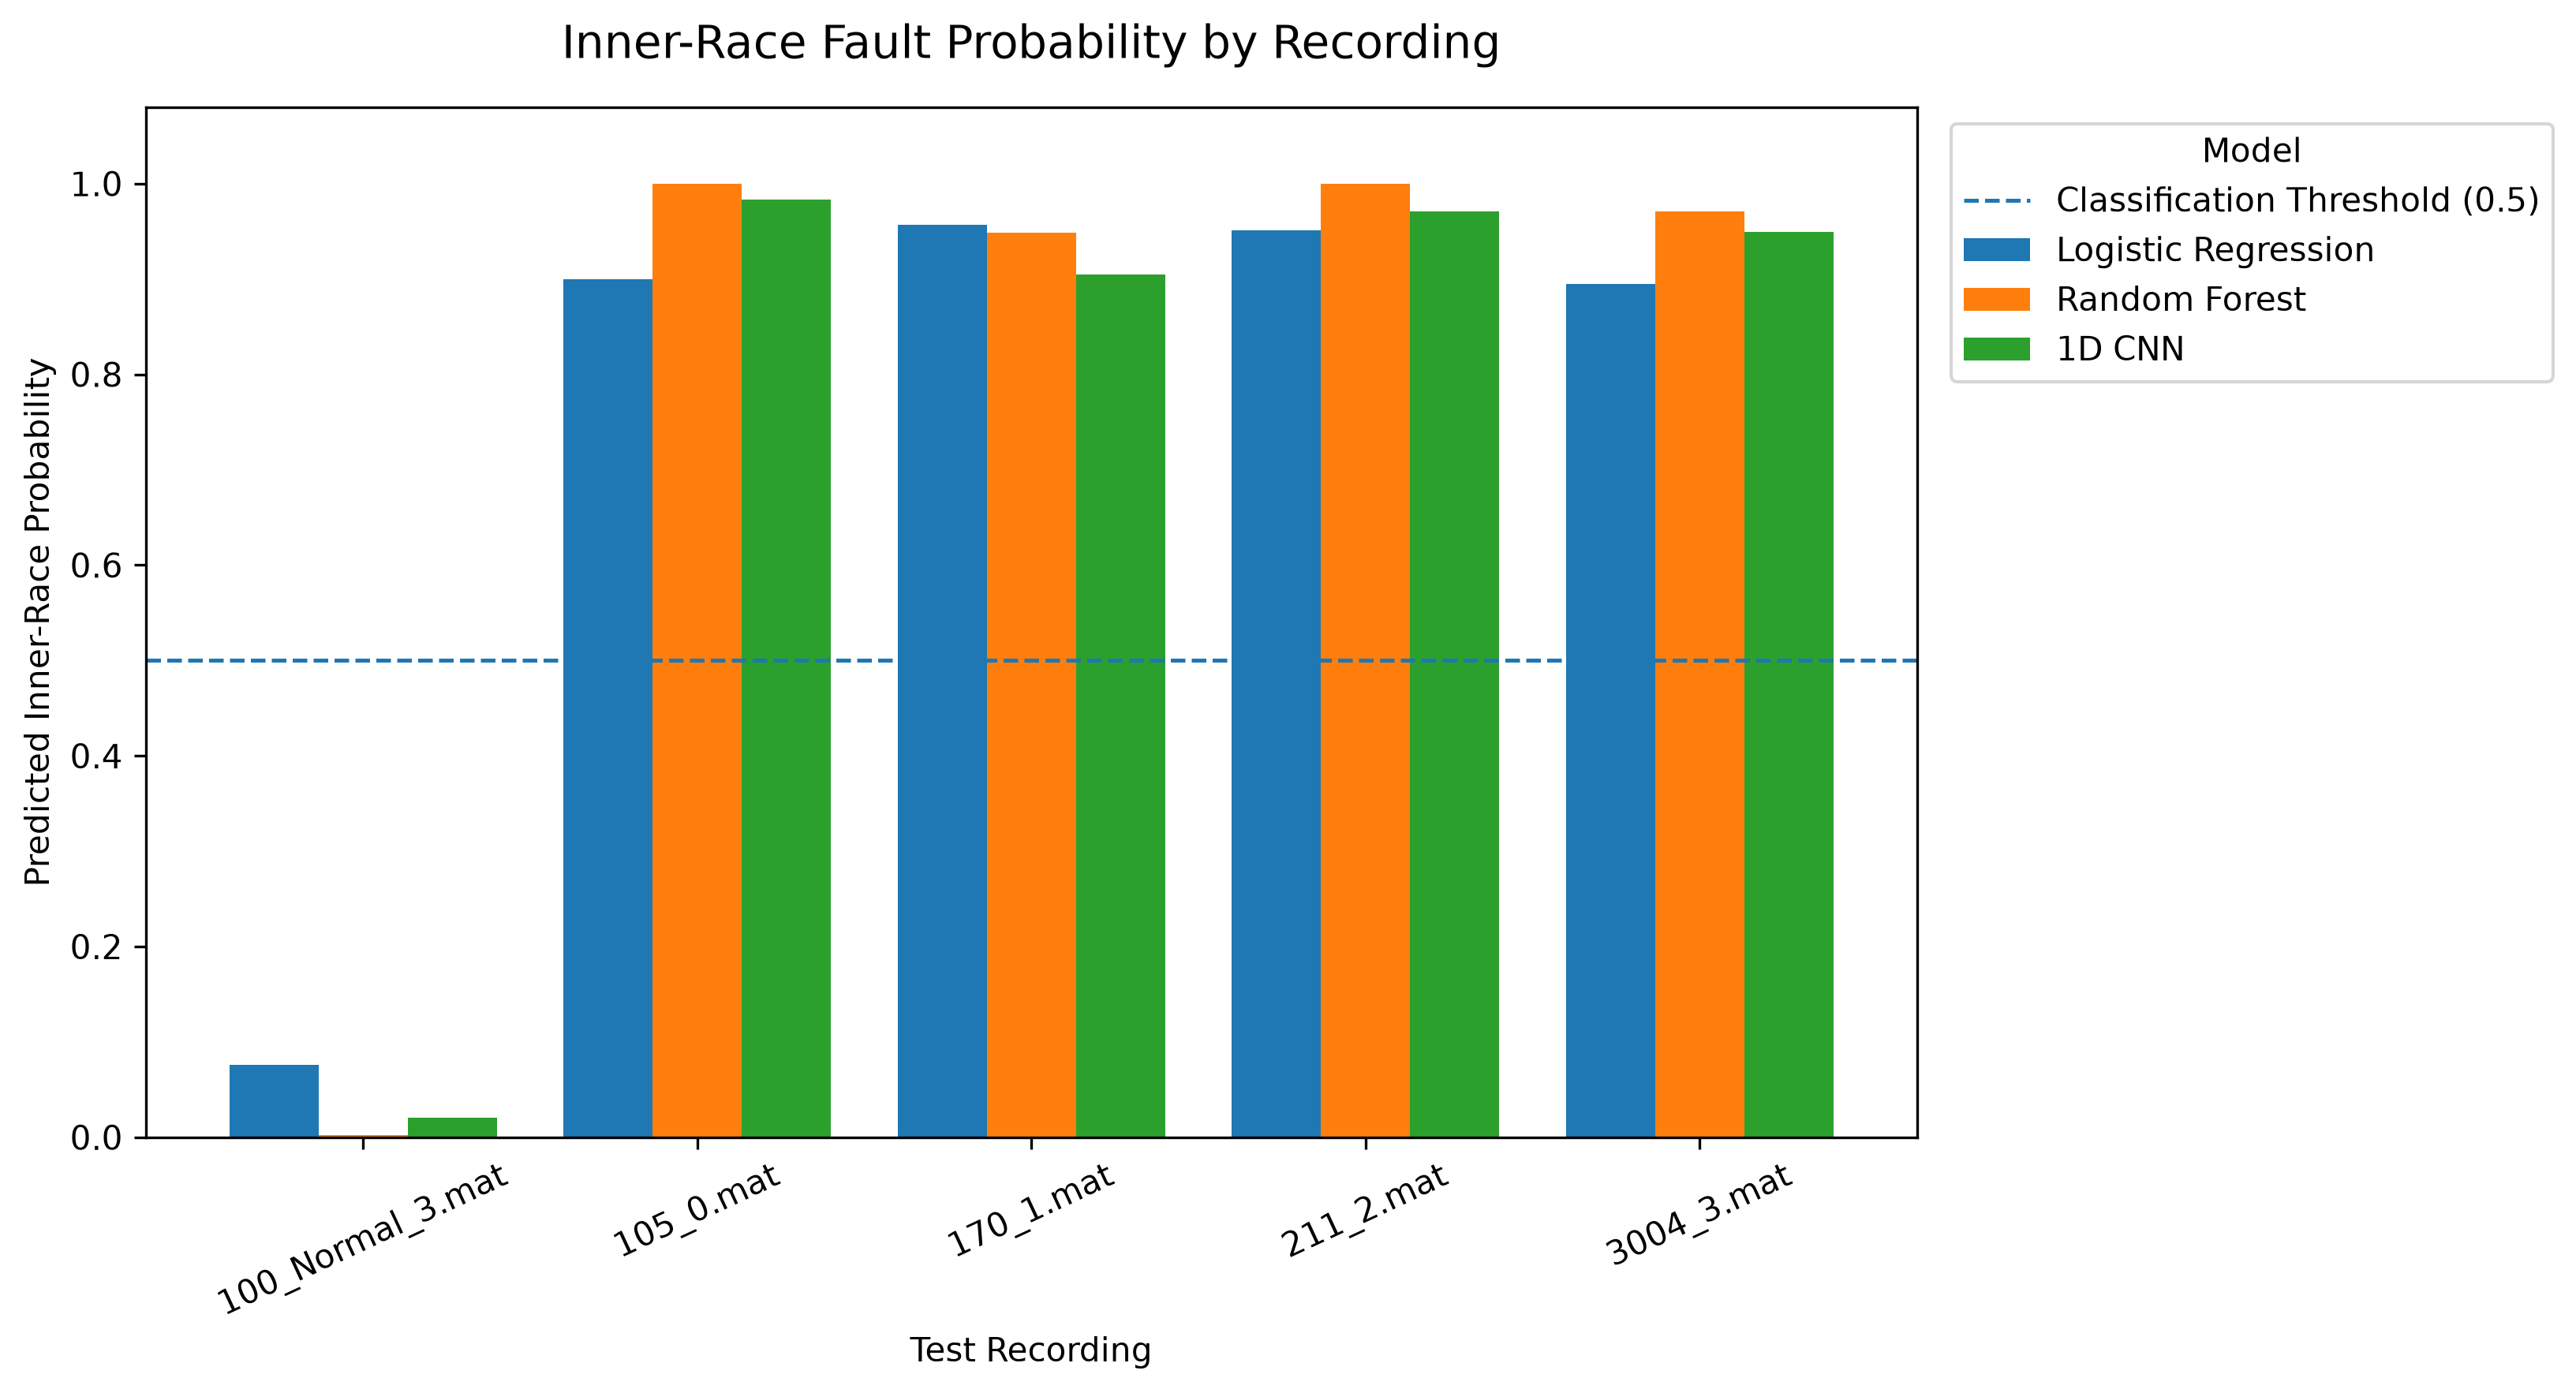 Inner-Race Fault Probability by Recording
Predicted Inner-Race Probability
1.0
0.8
0.6
0.4
0.2
0.0
100_Normal_3.mat
105_0.mat
170_1.mat
211_2.mat
3004_3.mat
Test Recording
Model
Classification Threshold (0.5)
Logistic Regression
Random Forest
1D CNN